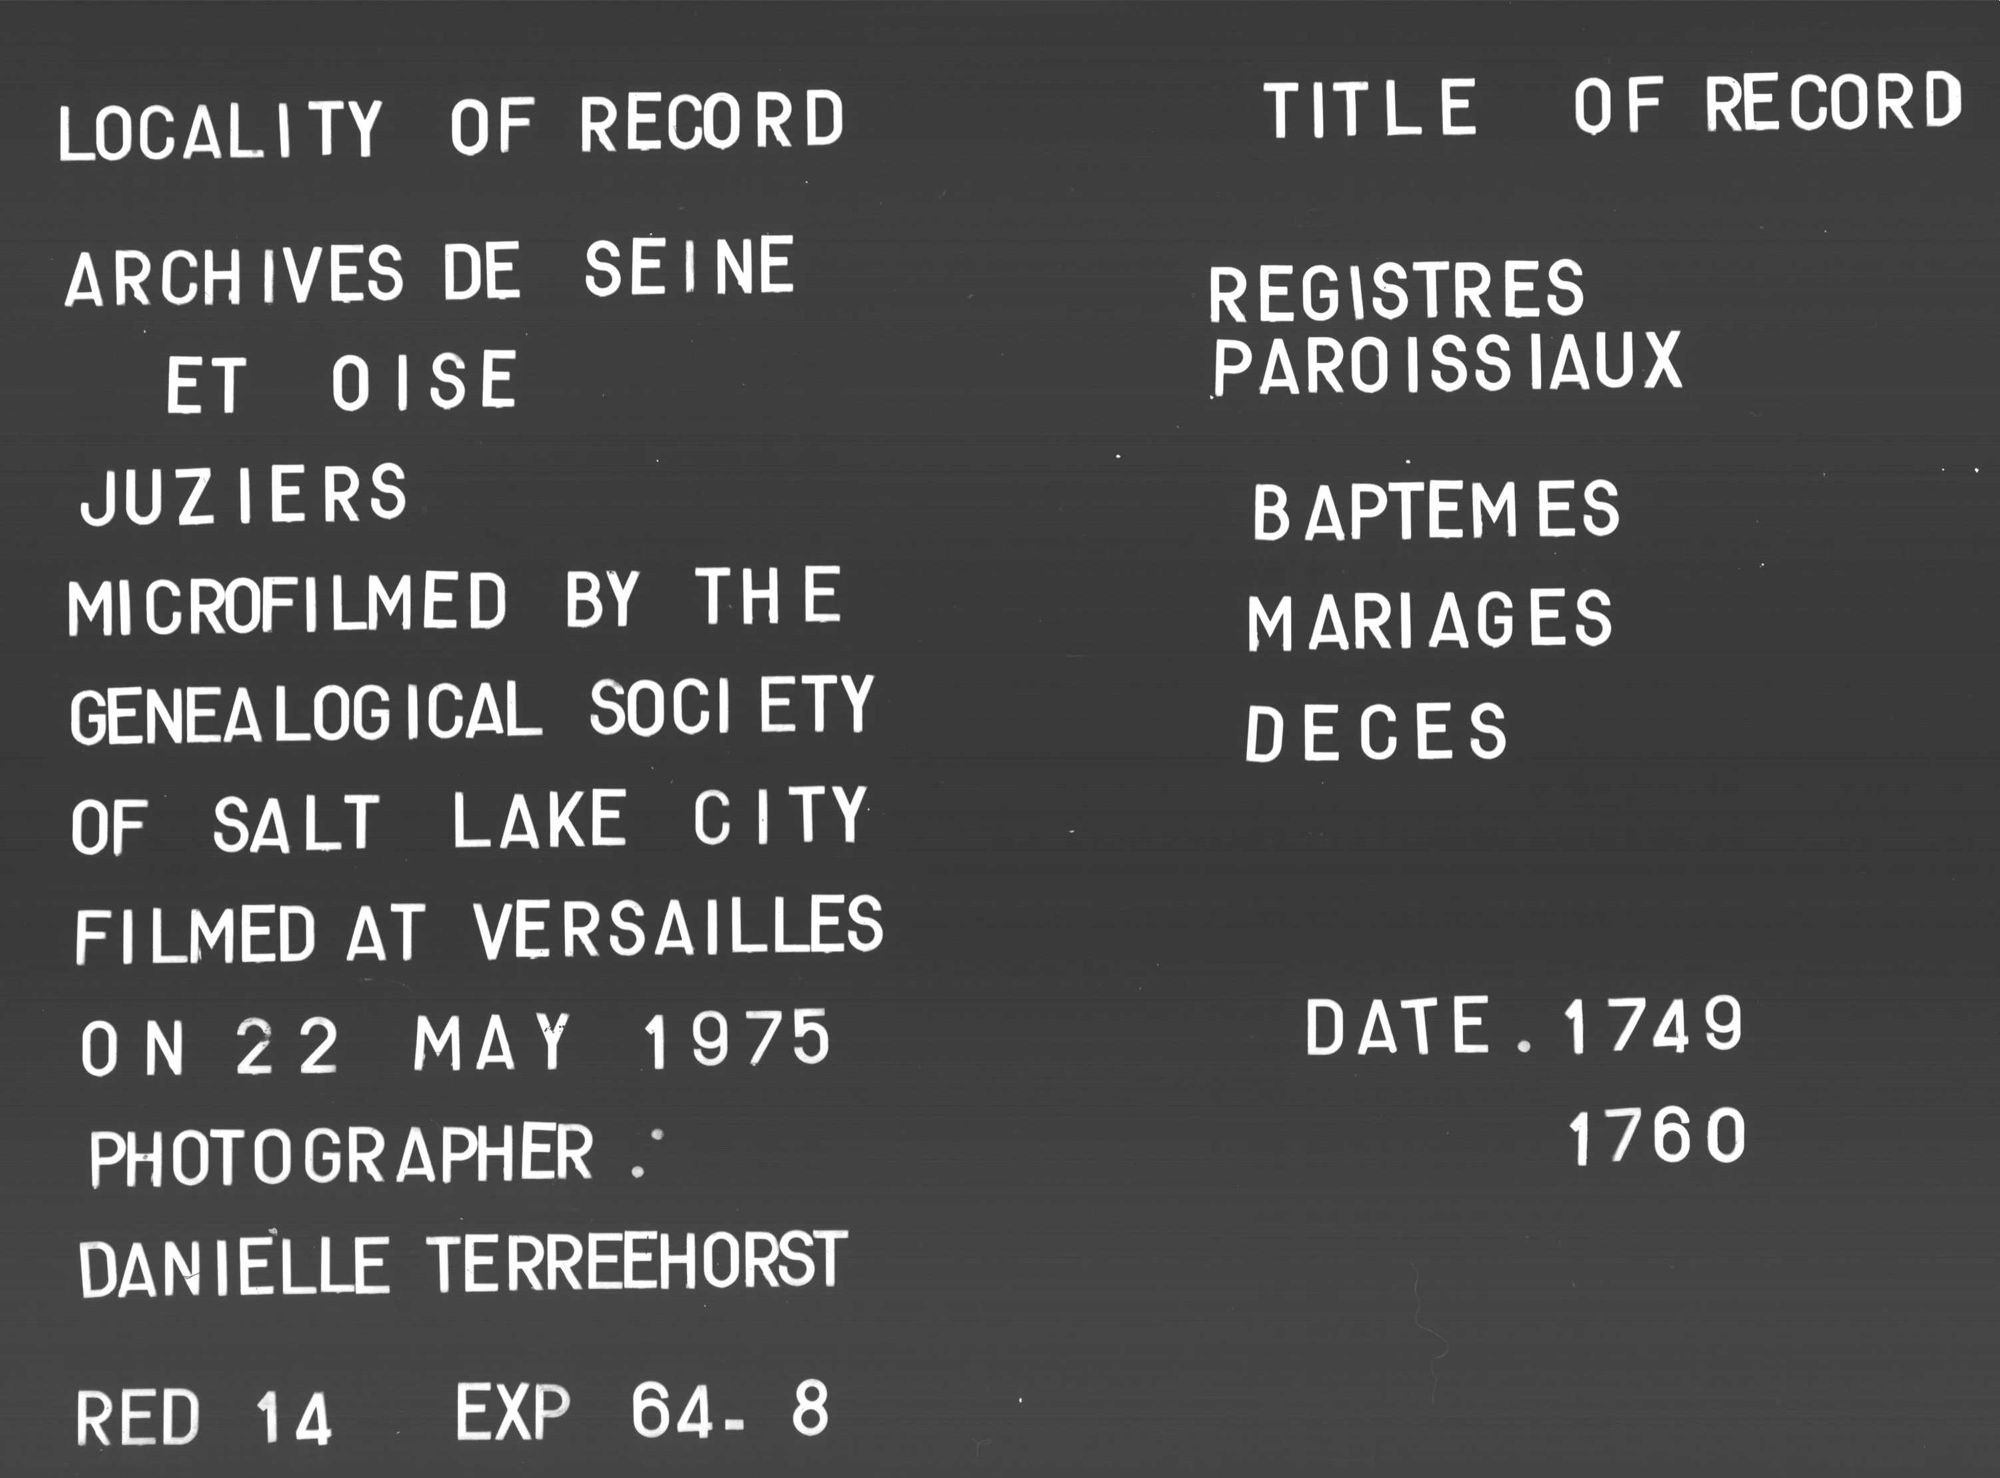 LOCALITY OF RECORD
ARCHIVES DE SEINE
ET OISE
JUZIERS
MICROFILMED BY THE
GENEALOGICAL SOCIETY
OF SALT LAKE CITY
FILMED AT VERSAILLES
ON 22 MAY 1975
PHOTOGRAPHER :
DANIELLE TERREEHORST
RED 14 EXP 64- 8
TITLE OF RECORD
REGISTRES
PAROISSIAUX
BAPTEMES
MARIAGES
DECES
DATE. 1749
1760